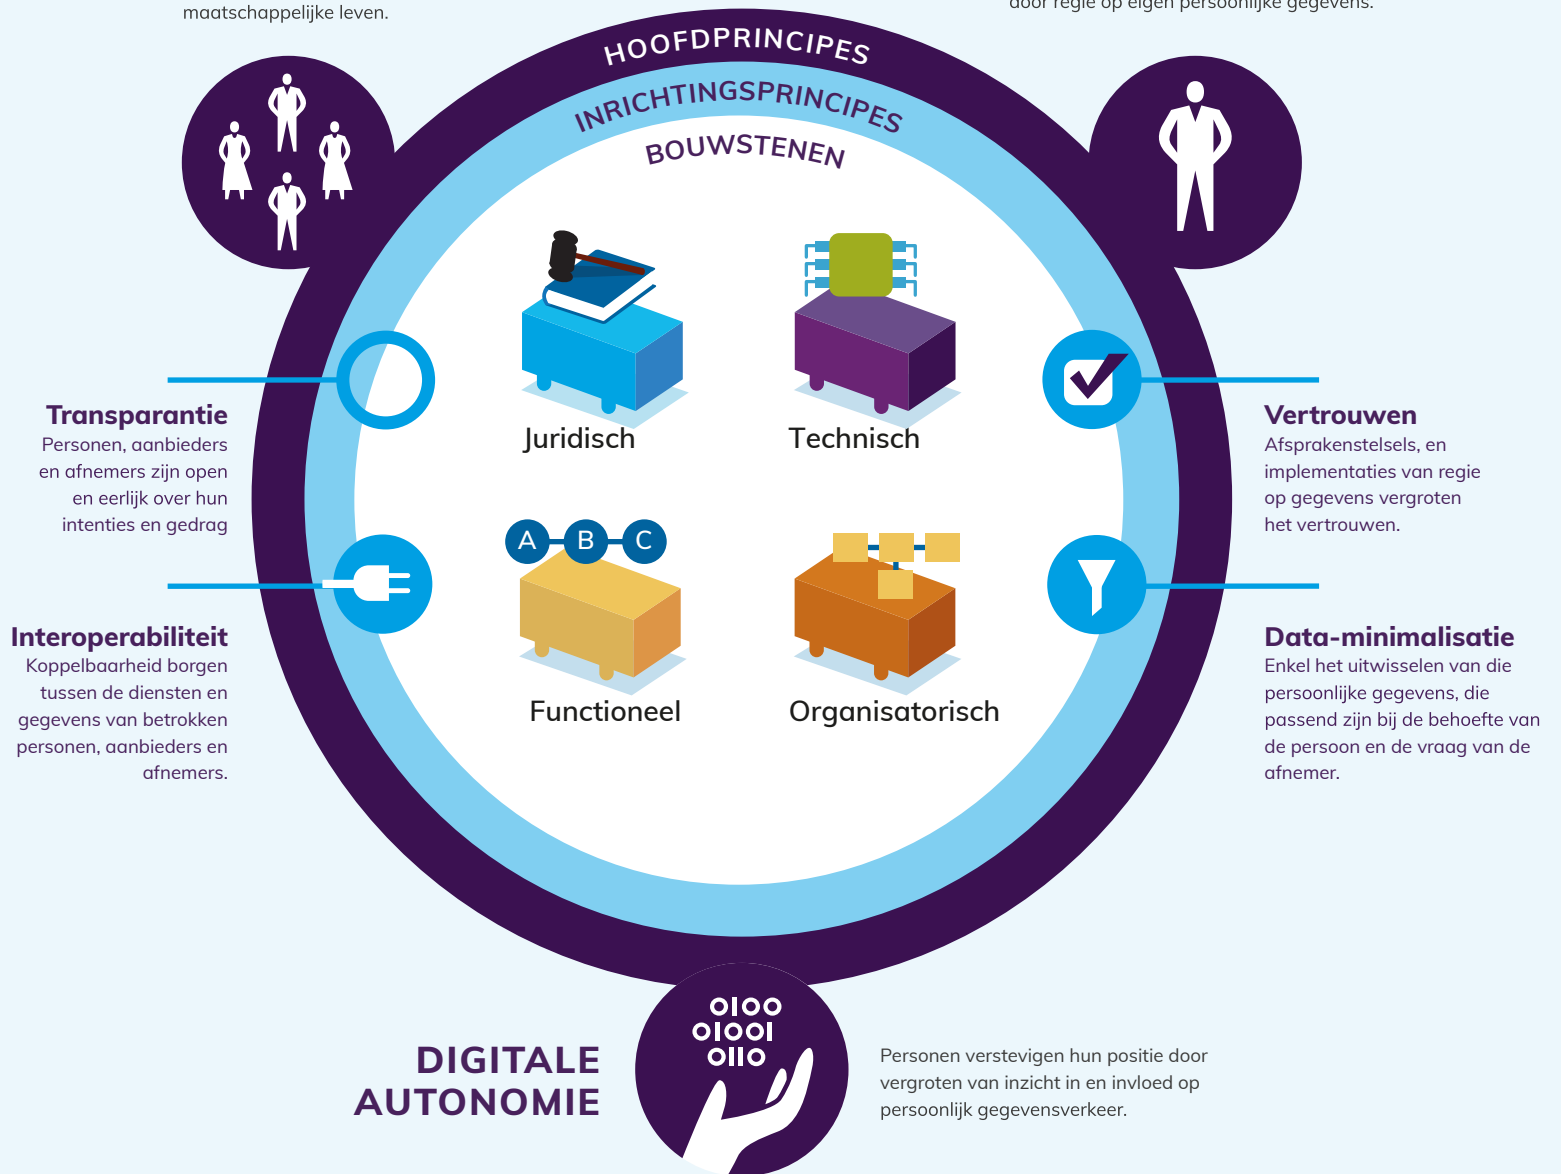 maatschappelijke leven.
door regie op eigen persoonlijke gegevens.
HOOFDPRINCIPES
INRICHTINGSPRINCIPES
BOUWSTENEN
Juridisch
Technisch
Transparantie
Personen, aanbieders
en afnemers zijn open
en eerlijk over hun
intenties en gedrag
Vertrouwen
Afsprakenstelsels, en
implementaties van regie
op gegevens vergroten
het vertrouwen.
A B C
Functioneel
Organisatorisch
Interoperabiliteit
Koppelbaarheid borgen
tussen de diensten en
gegevens van betrokken
personen, aanbieders en
afnemers.
Data-minimalisatie
Enkel het uitwisselen van die
persoonlijke gegevens, die
passend zijn bij de behoefte van
de persoon en de vraag van de
afnemer.
DIGITALE
AUTONOMIE
0100
01001
0110
Personen verstevigen hun positie door
vergroten van inzicht in en invloed op
persoonlijk gegevensverkeer.